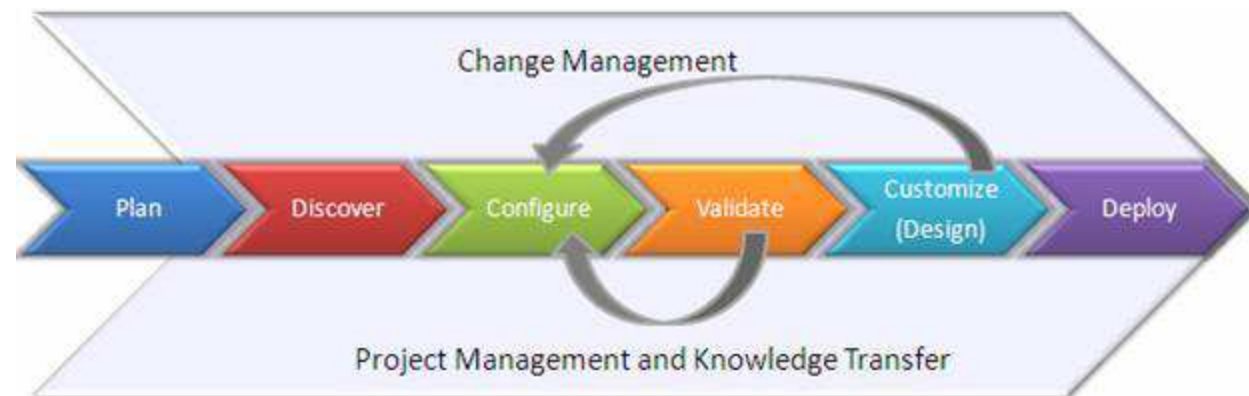 Change Management
Plan
Discover
Configure
Validate
Customize
(Design)
Deploy
Project Management and Knowledge Transfer